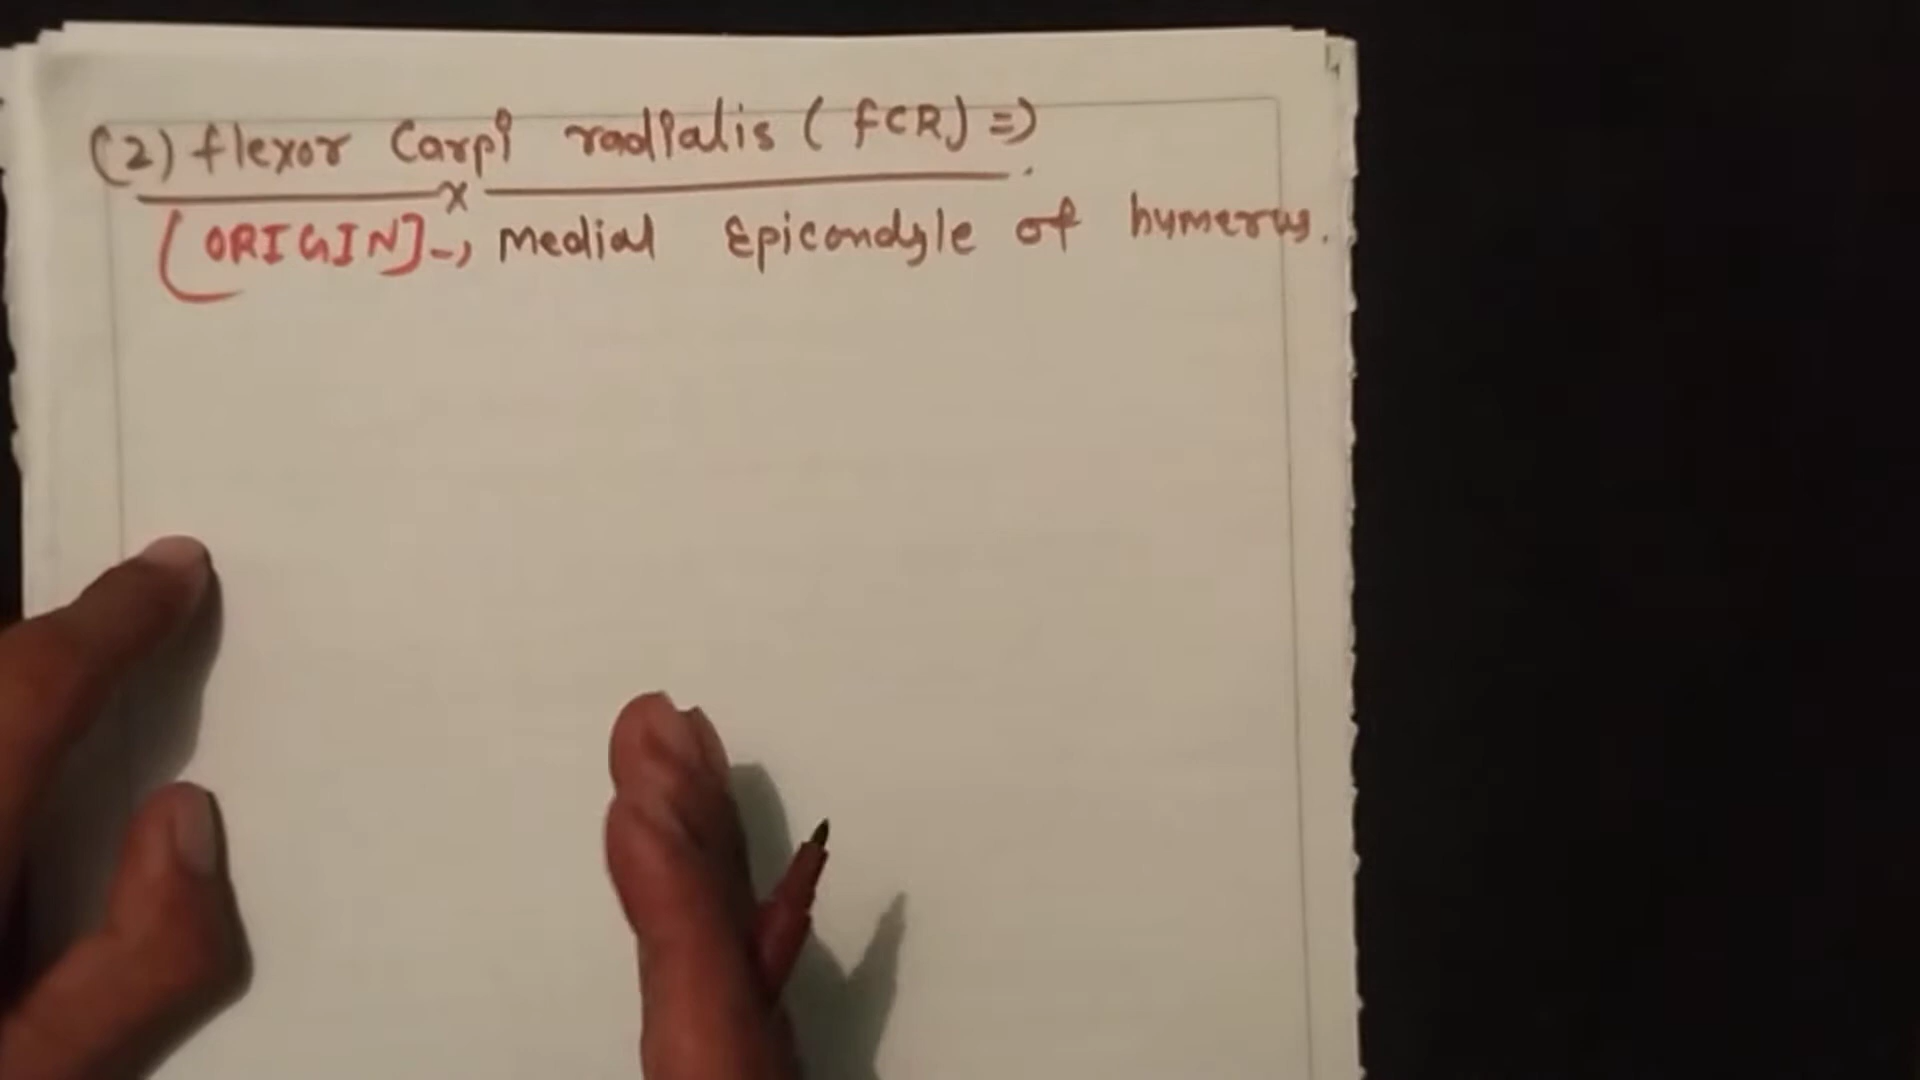 (2) flexor Carpi radialis (FCR) =>
x
[ORIGIN] -> Medial Epicondyle of humerus.